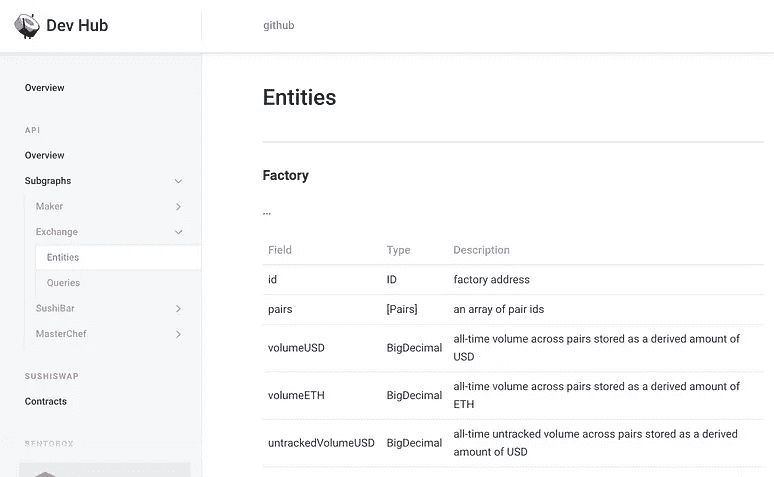 Dev Hub
github
Overview
API
Overview
Subgraphs
Maker
Exchange
Entities
Queries
SushiBar
MasterChef
SUSHISWAP
Contracts
BENTOBOX
Entities
Factory
...
Field Type Description
id ID factory address
pairs [Pairs] an array of pair ids
volumeUSD BigDecimal all-time volume across pairs stored as a derived amount of
USD
volumeETH BigDecimal all-time volume across pairs stored as a derived amount of
ETH
untrackedVolumeUSD BigDecimal all-time untracked volume across pairs stored as a derived
amount of USD